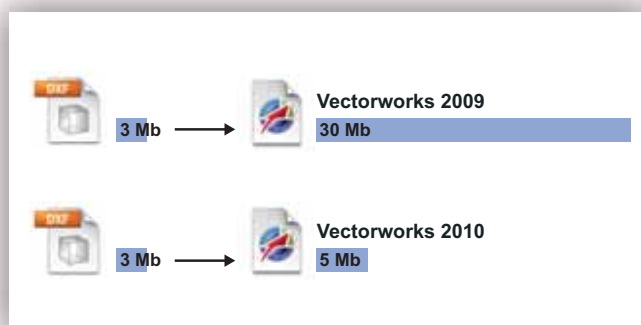 DXF
Vectorworks 2009
3 Mb
30 Mb
DXF
Vectorworks 2010
3 Mb
5 Mb